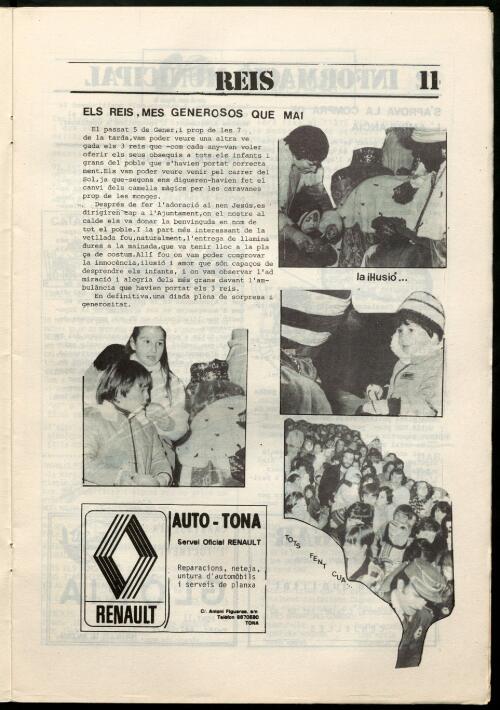 REIS 11
ELS REIS, MES GENEROSOS QUE MAI
El passat 5 de Gener,i prop de les 7
de la tarda,vam poder veure una altra ve
gada els 3 reis que -com cada any-van voler
oferir els seus obsequis a tots els infants i
grans del poble que s'havien portat correcta
ment.Els vam poder veure venir pel carrer del
Sol,ja que-segons ens digueren-havien fet el
canvi dels camells màgics per les caravanes
prop de les monges.
Després de fer l'adoració al nen Jesús,es
dirigiren cap a l'Ajuntament,on el nostre al
calde els va donar la benvinguda en nom de
tot el poble.I la part més interessant de la
vetllada fou,naturalment,l'entrega de llamina
dures a la mainada,que va tenir lloc a la pla
ça de costum.Allí fou on vam poder comprovar
la innocència,ilusió i amor que són capaços de
desprendre els infants, i on vam observar l'ad
miració i alegria dels més grans davant l'am-
bulància que havien portat els 3 reis.
En definitiva,una diada plena de sorpresa i
generositat.
la il·lusió...
TOTS FENT CUA...
AUTO - TONA
Servei Oficial RENAULT
Reparacions, neteja,
untura d'automòbils
i serveis de planxa
C/. Antoni Figueras, s/n
Telèfon 8870580
TONA
RENAULT